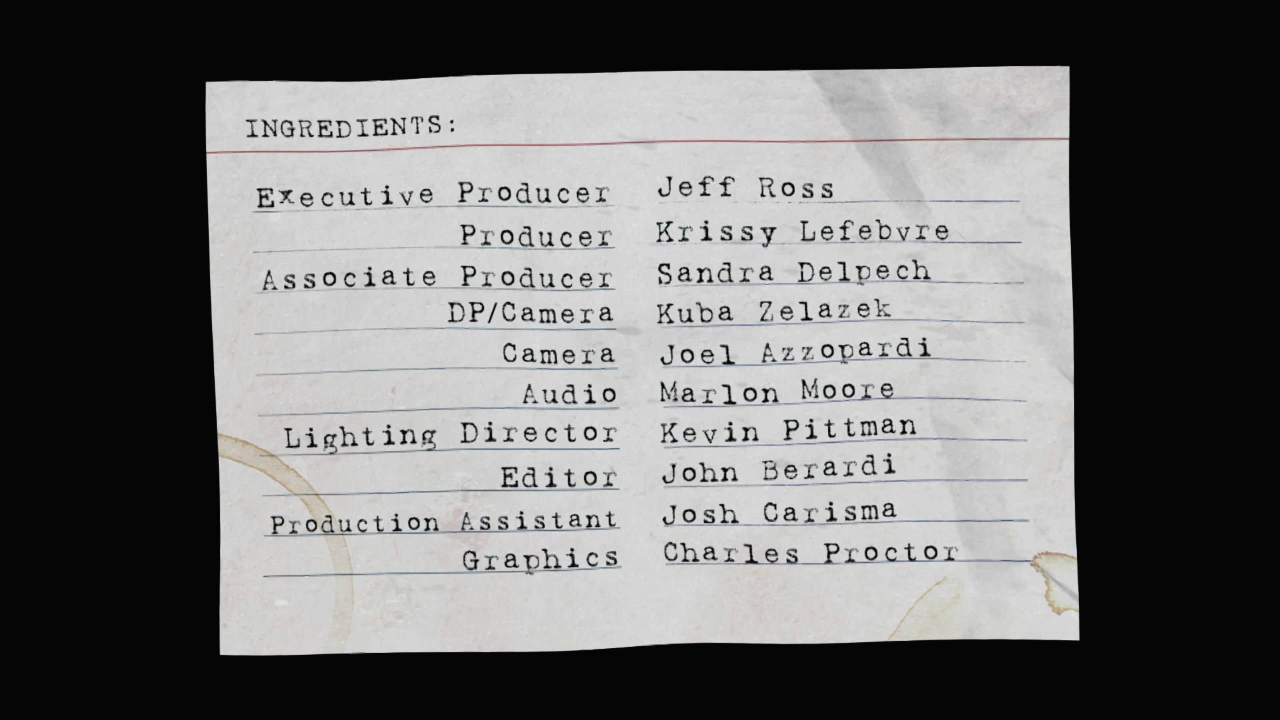 INGREDIENTS:
Executive Producer Jeff Ross
Producer Krissy Lefebvre
Associate Producer Sandra Delpech
DP/Camera Kuba Zelazek
Camera Joel Azzopardi
Audio Marlon Moore
Lighting Director Kevin Pittman
Editor John Berardi
Production Assistant Josh Carisma
Graphics Charles Proctor